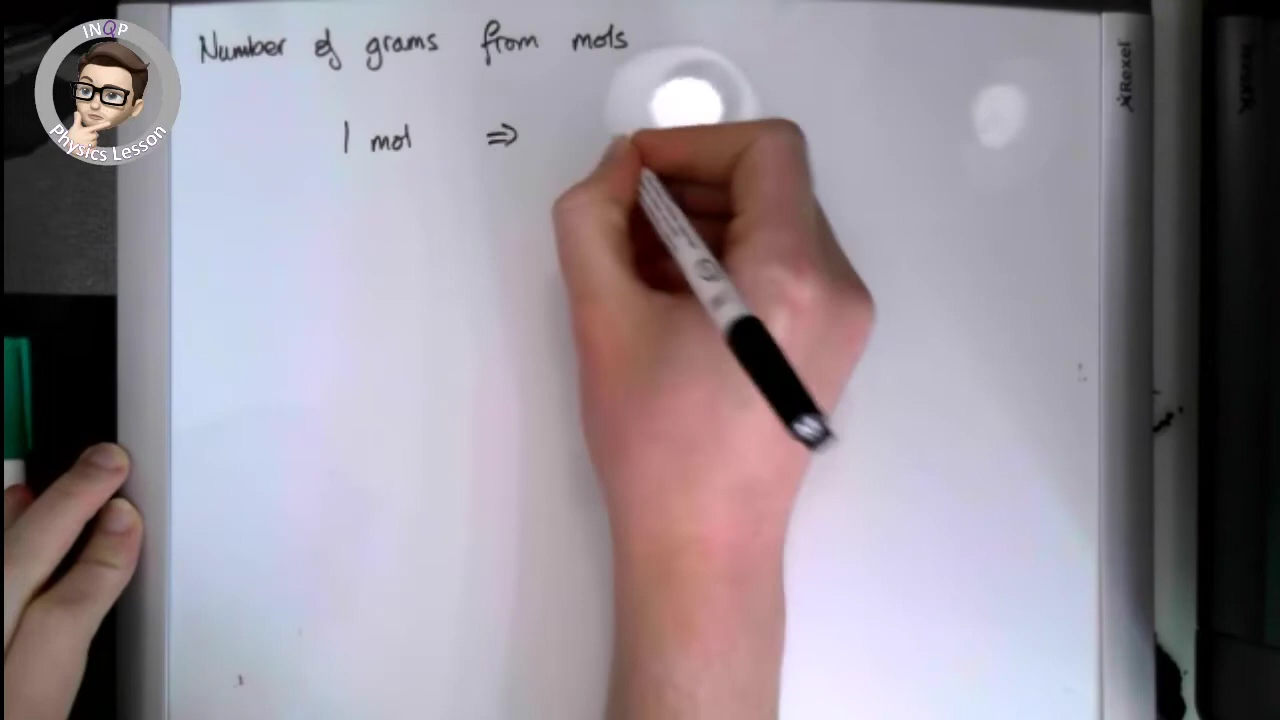 INQP
Physics Lesson
Number of grams from mols
1 mol ⇒
Rexel